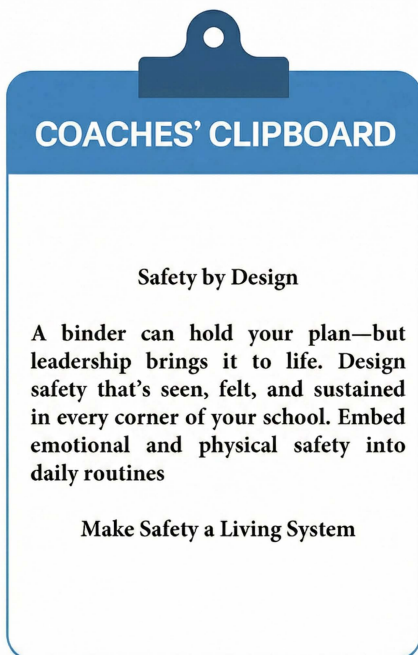 COACHES’ CLIPBOARD
Safety by Design
A binder can hold your plan—but
leadership brings it to life. Design
safety that’s seen, felt, and sustained
in every corner of your school. Embed
emotional and physical safety into
daily routines
Make Safety a Living System